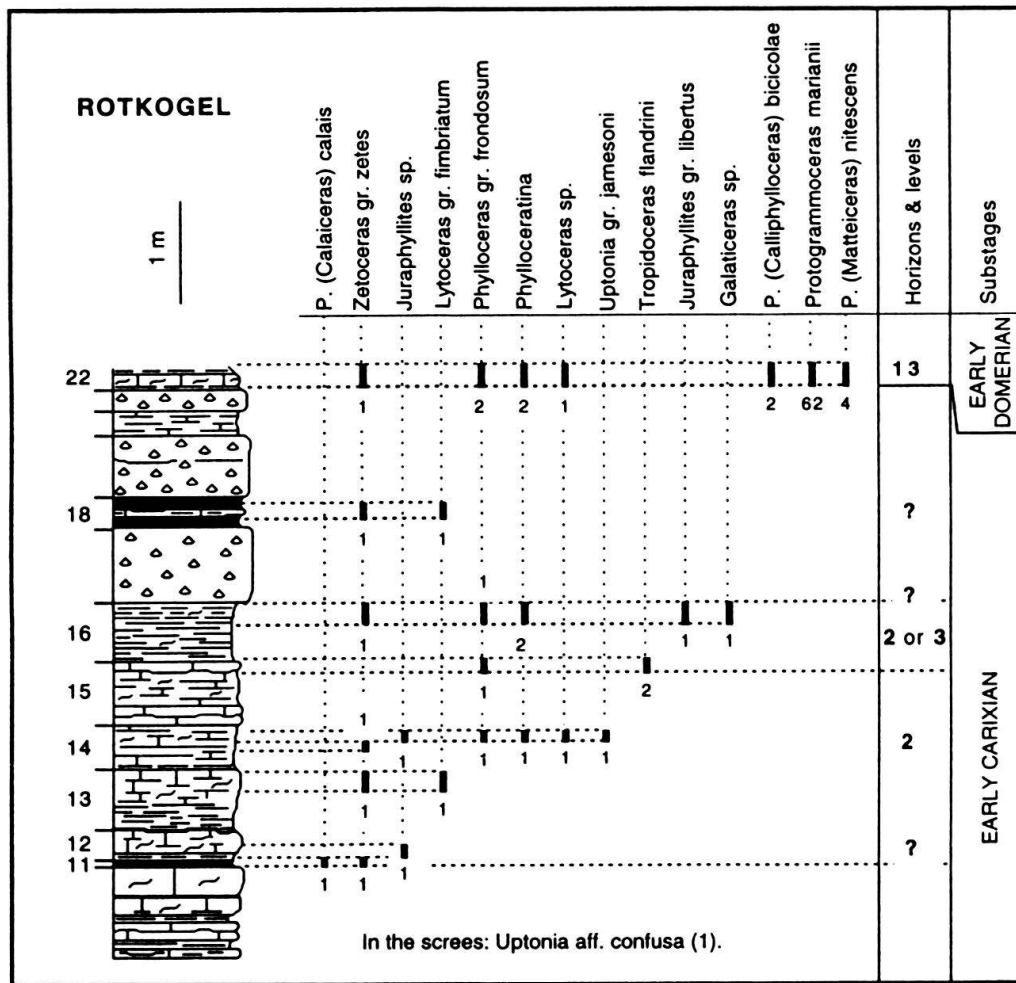 ROTKOGEL
1 m
P. (Calaiceras) calais
Zetoceras gr. zetes
Juraphyllites sp.
Lytoceras gr. fimbriatum
Phylloceras gr. frondosum
Phylloceratina
Lytoceras sp.
Uptonia gr. jamesoni
Tropidoceras flandrini
Juraphyllites gr. libertus
Galaticeras sp.
P. (Calliphylloceras) bicicolae
Protogrammoceras marianii
P. (Matteiceras) nitescens
Horizons & levels
Substages
22
13
EARLY
DOMERIAN
1 2 2 1 2 62 4
18
?
1 1
1
?
16
2 or 3
1 2 1 1
15
1 2
1
14
2
1 1 1 1 1
13
1 1
12
?
11
1
1 1
EARLY CARIXIAN
In the screes: Uptonia aff. confusa (1).